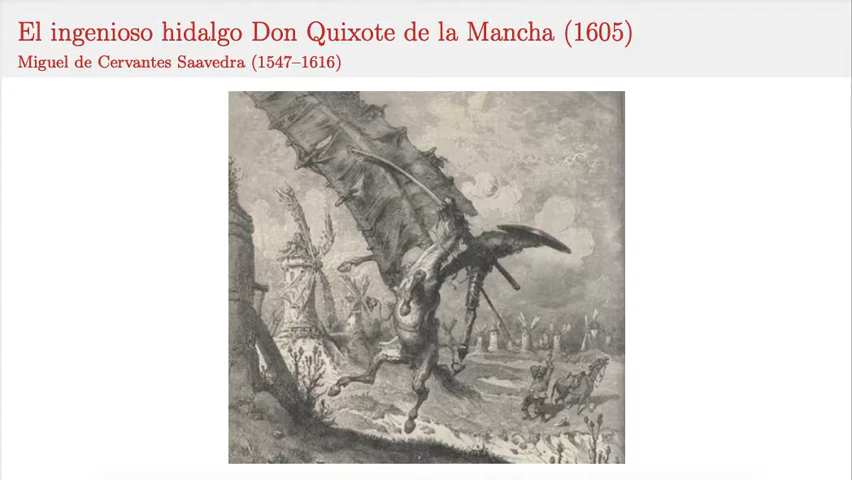 El ingenioso hidalgo Don Quixote de la Mancha (1605)
Miguel de Cervantes Saavedra (1547–1616)